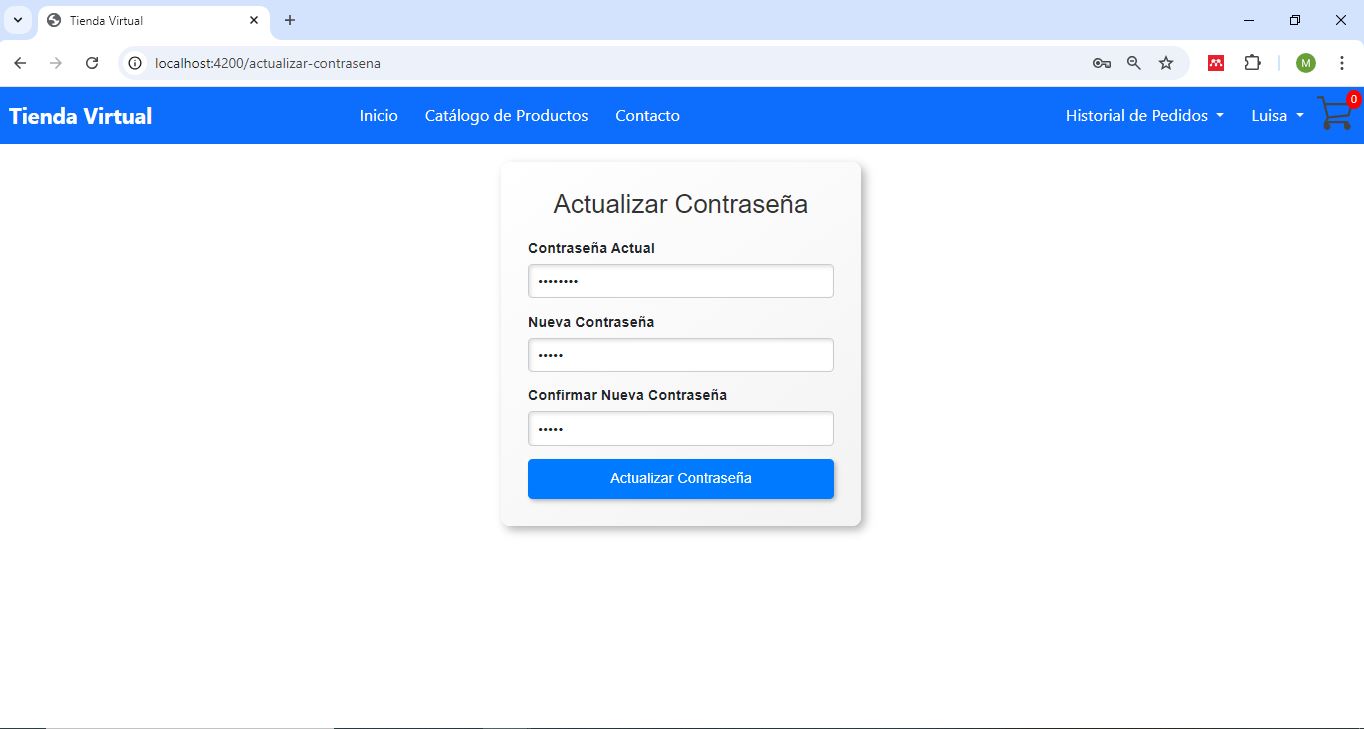 Tienda Virtual
localhost:4200/actualizar-contrasena
M
Tienda Virtual Inicio Catálogo de Productos Contacto Historial de Pedidos Luisa 0
Actualizar Contraseña
Contraseña Actual
••••••••
Nueva Contraseña
•••••
Confirmar Nueva Contraseña
•••••
Actualizar Contraseña